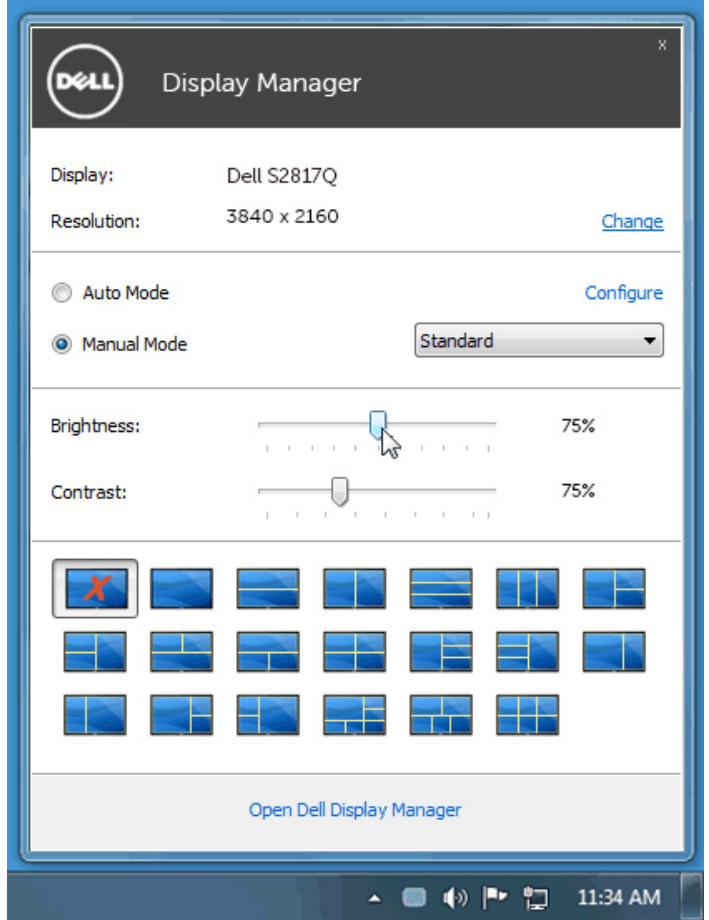 x
DELL
Display Manager
Display: Dell S2817Q
Resolution: 3840 x 2160 Change
Auto Mode Configure
Manual Mode Standard
Brightness: 75%
Contrast: 75%
X
Open Dell Display Manager
11:34 AM